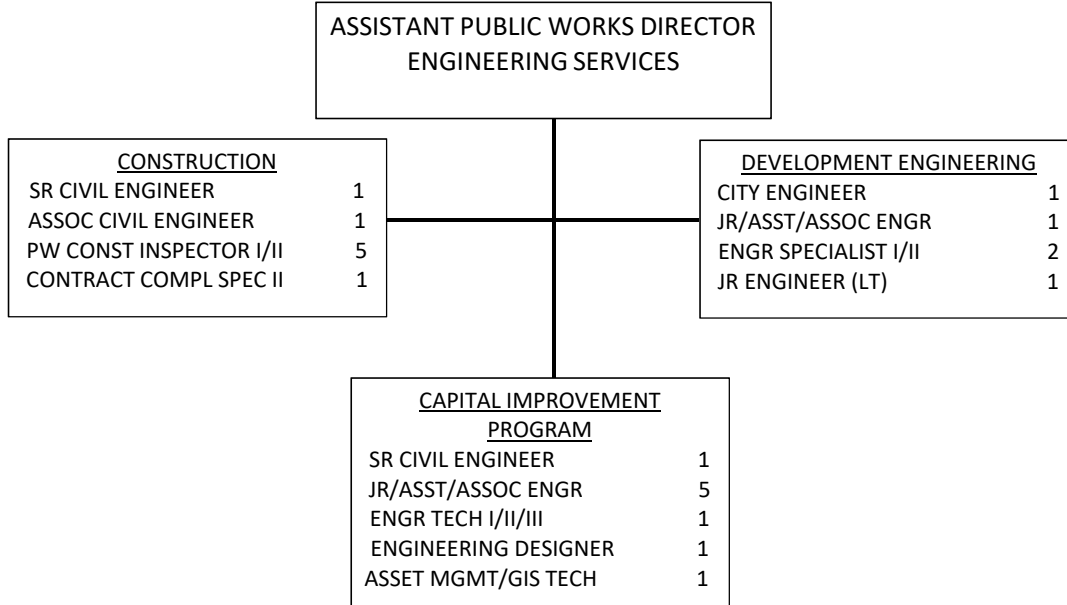 ASSISTANT PUBLIC WORKS DIRECTOR
ENGINEERING SERVICES
CONSTRUCTION
SR CIVIL ENGINEER 1
ASSOC CIVIL ENGINEER 1
PW CONST INSPECTOR I/II 5
CONTRACT COMPL SPEC II 1
DEVELOPMENT ENGINEERING
CITY ENGINEER 1
JR/ASST/ASSOC ENGR 1
ENGR SPECIALIST I/II 2
JR ENGINEER (LT) 1
CAPITAL IMPROVEMENT
PROGRAM
SR CIVIL ENGINEER 1
JR/ASST/ASSOC ENGR 5
ENGR TECH I/II/III 1
ENGINEERING DESIGNER 1
ASSET MGMT/GIS TECH 1